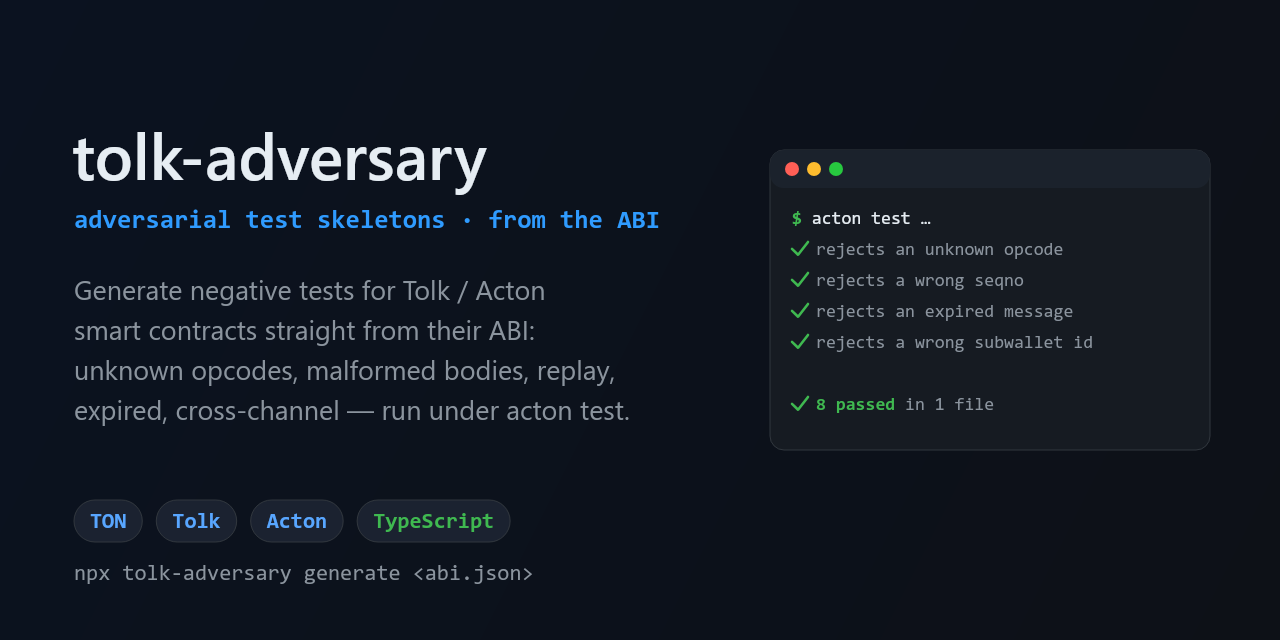 tolk-adversary
adversarial test skeletons · from the ABI
Generate negative tests for Tolk / Acton
smart contracts straight from their ABI:
unknown opcodes, malformed bodies, replay,
expired, cross-channel — run under acton test.
TON Tolk Acton TypeScript
npx tolk-adversary generate <abi.json>
$ acton test …
✓ rejects an unknown opcode
✓ rejects a wrong seqno
✓ rejects an expired message
✓ rejects a wrong subwallet id
✓ 8 passed in 1 file